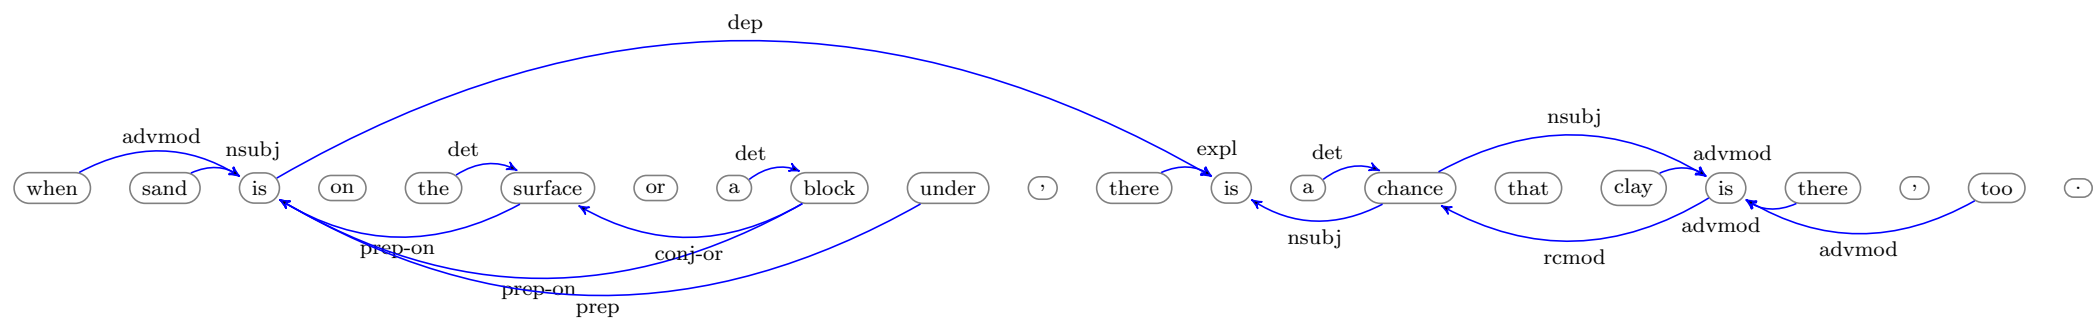 dep
nsubj
advmod nsubj det det expl det advmod
when sand is on the surface or a block under , there is a chance that clay is there , too .
prep-on conj-or nsubj rcmod advmod advmod
prep-on
prep